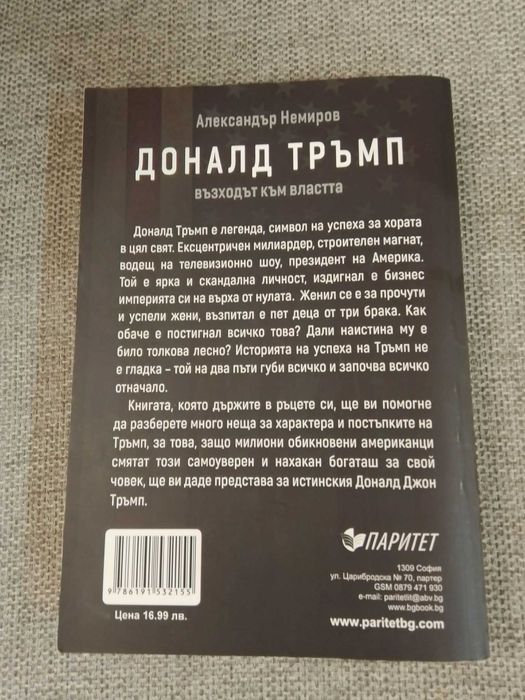 Александър Немиров
ДОНАЛД ТРЪМП
ВЪЗХОДЪТ КЪМ ВЛАСТТА
Доналд Тръмп е легенда, символ на успеха за хората
в цял свят. Ексцентричен милиардер, строителен магнат,
водещ на телевизионно шоу, президент на Америка.
Той е ярка и скандална личност, издигнал е бизнес
империята си на върха от нулата. Женил се е за прочути
и успели жени, възпитал е пет деца от три брака. Как
обаче е постигнал всичко това? Дали наистина му е
било толкова лесно? Историята на успеха на Тръмп не
е гладка – той на два пъти губи всичко и започва всичко
отначало.
Книгата, която държите в ръцете си, ще ви помогне
да разберете много неща за характера и постъпките на
Тръмп, за това, защо милиони обикновени американци
смятат този самоуверен и нахакан богаташ за свой
човек, ще ви даде представа за истинския Доналд Джон
Тръмп.
9 786191 532155
Цена 16.99 лв.
ПАРИТЕТ
1309 София
ул. Царибродска № 70, партер
GSM 0879 471 930
e-mail: paritetlit@abv.bg
www.bgbook.bg
www.paritetbg.com